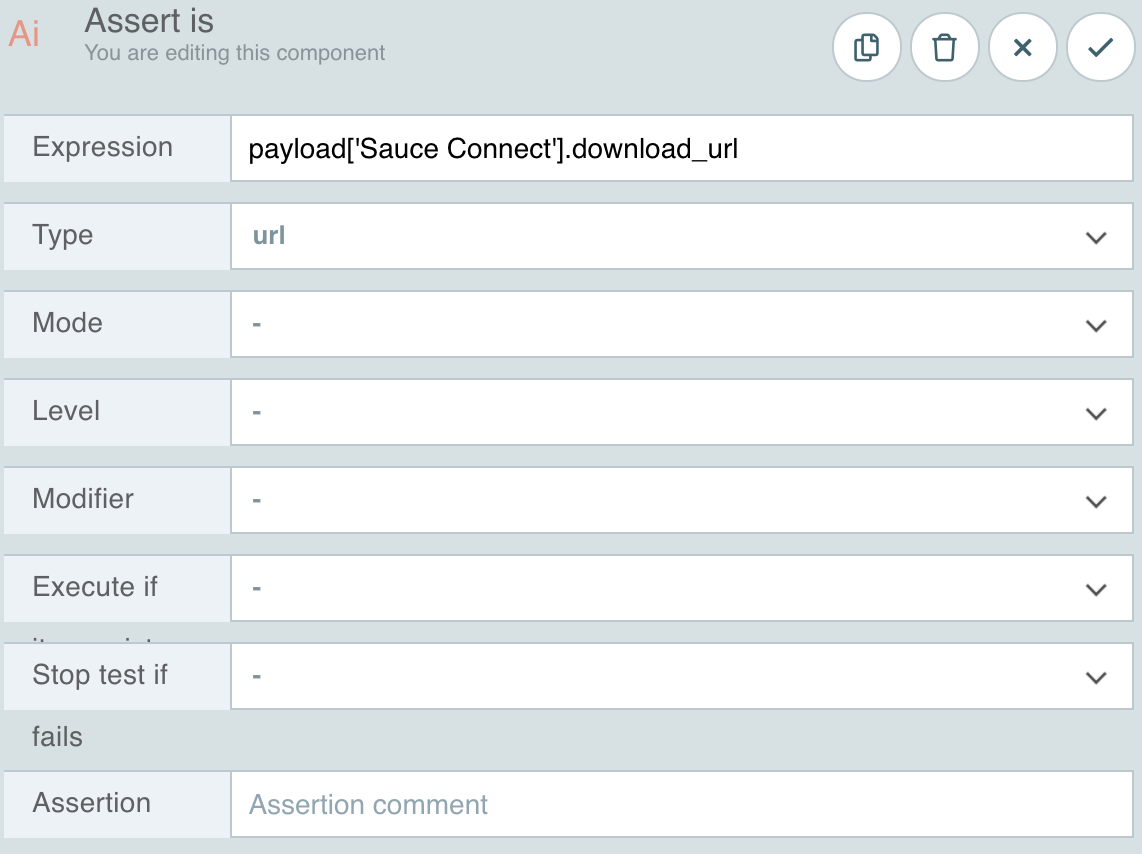 Ai
Assert is
You are editing this component
Expression
payload['Sauce Connect'].download_url
Type
url
Mode
-
Level
-
Modifier
-
Execute if
-
Stop test if
-
fails
Assertion
Assertion comment